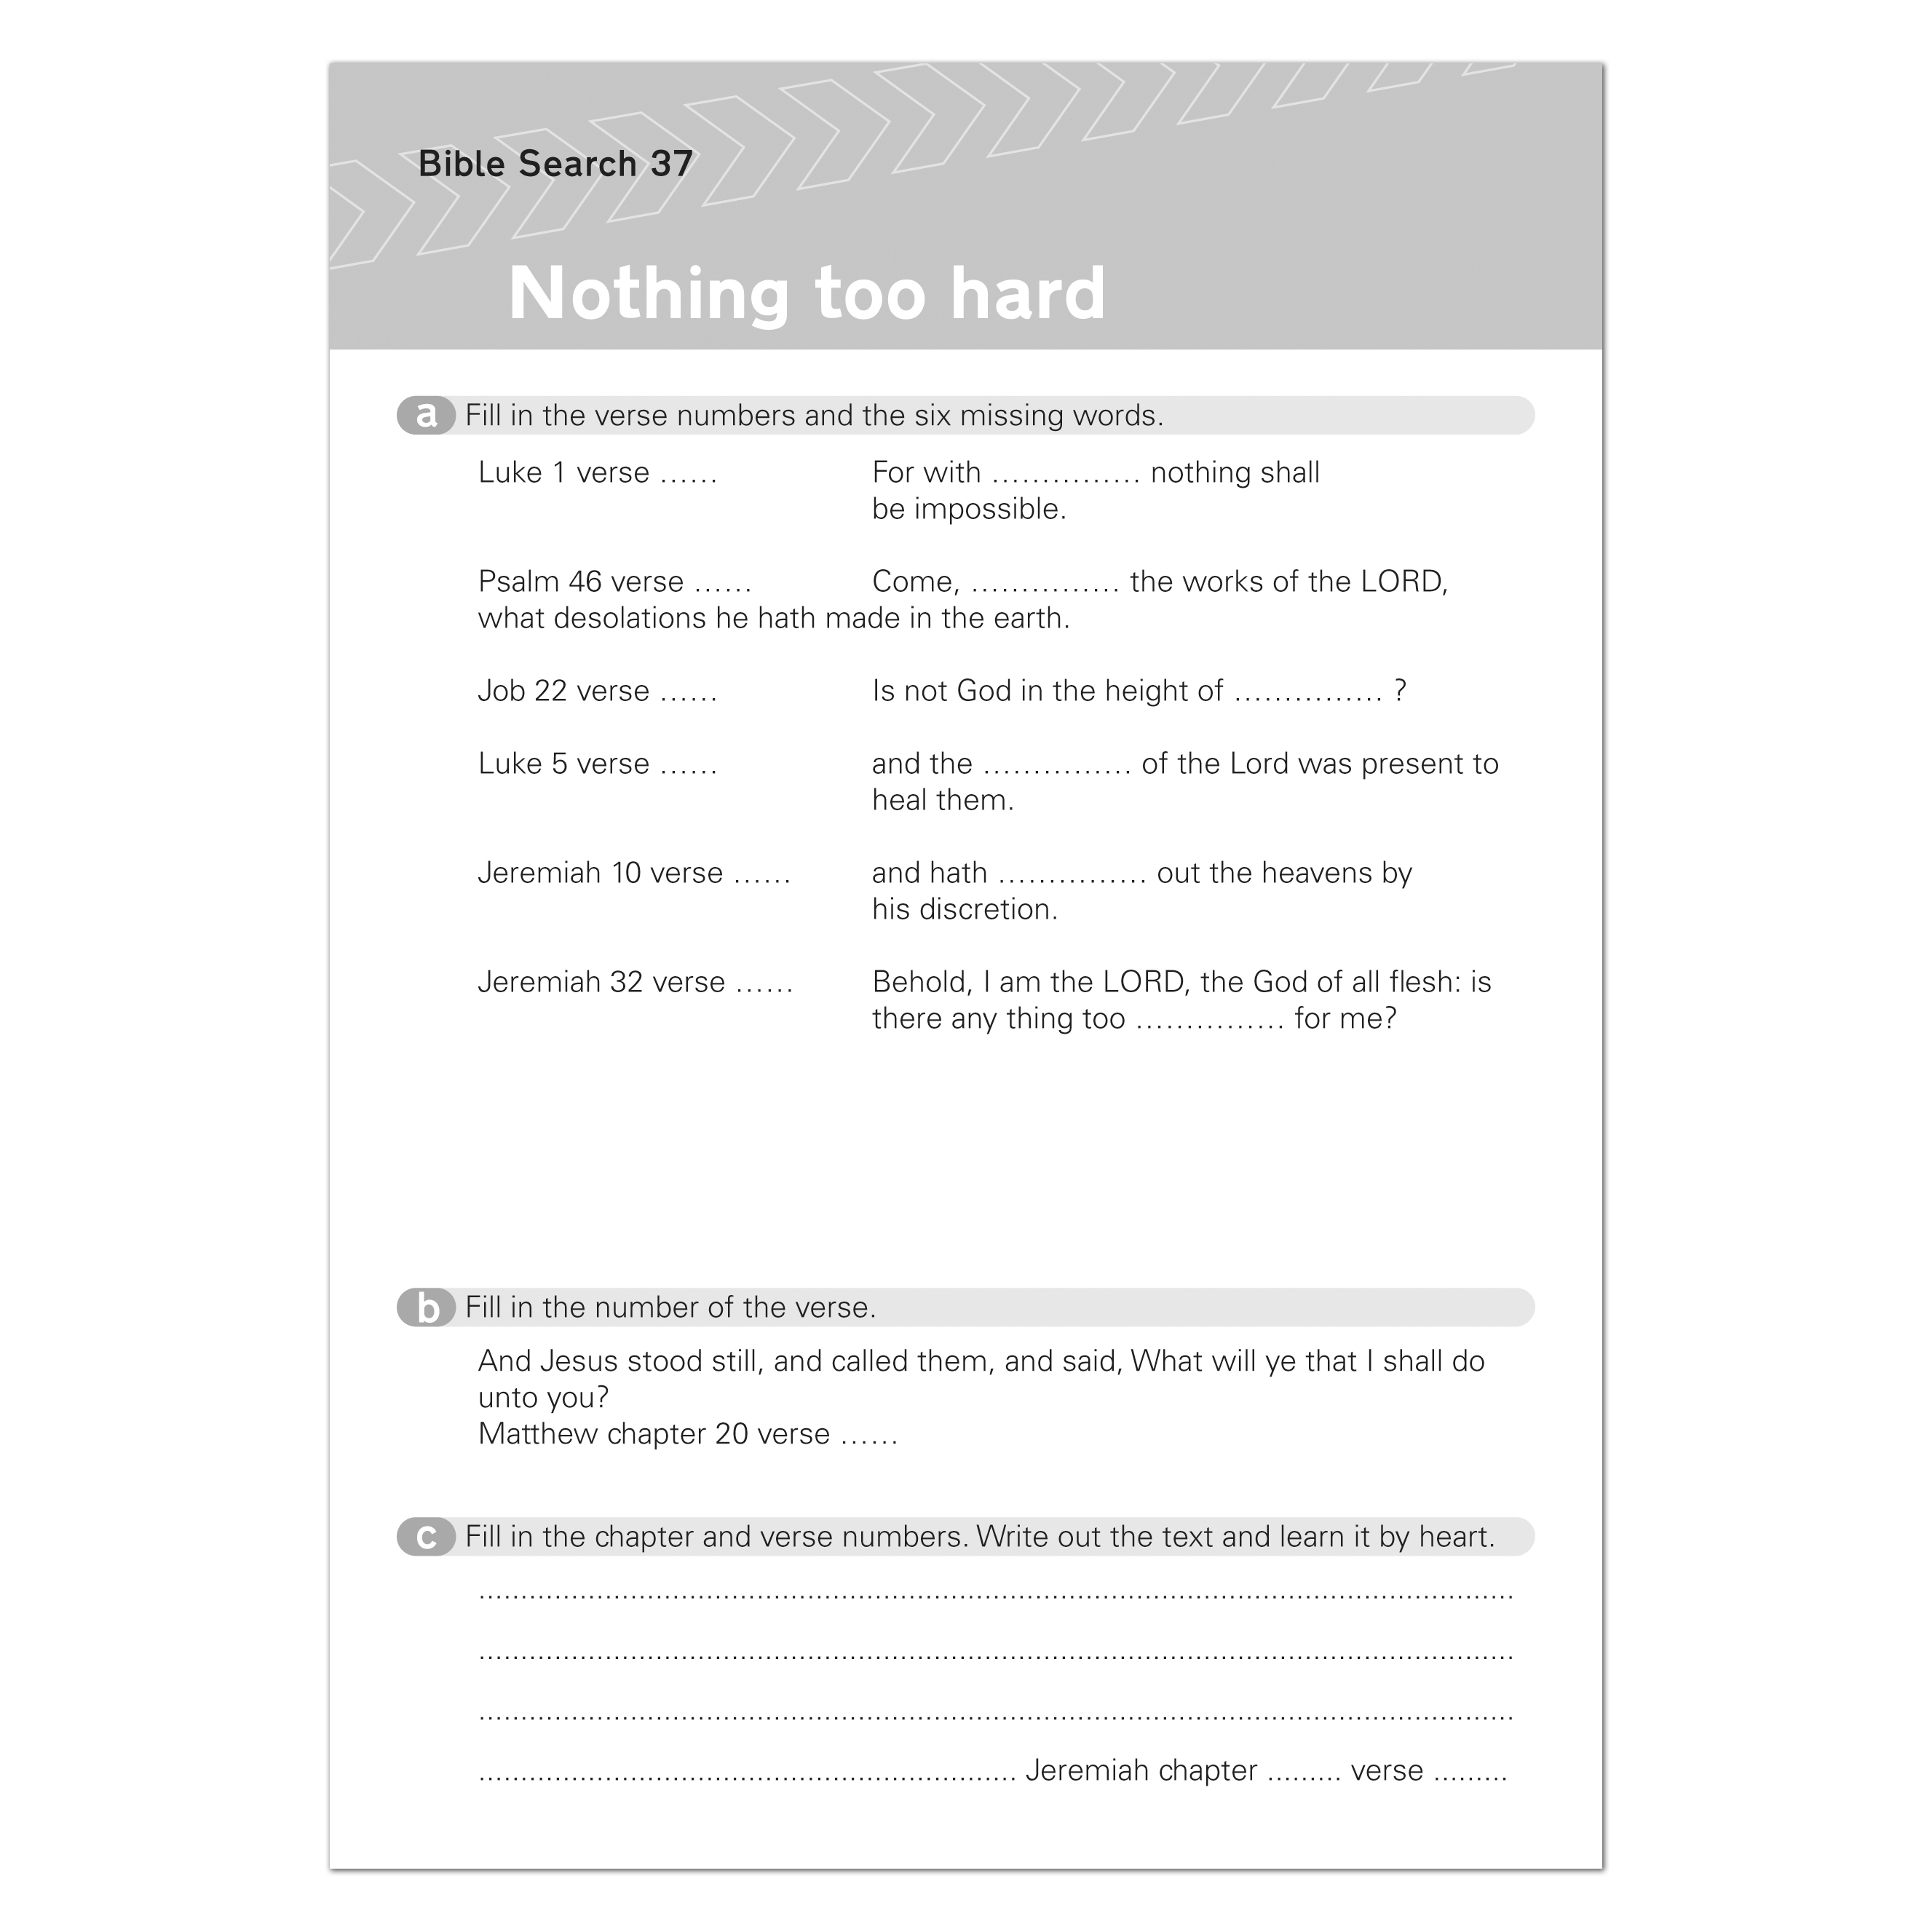 Bible Search 37
Nothing too hard
a Fill in the verse numbers and the six missing words.
Luke 1 verse ...... For with ............... nothing shall
be impossible.
Psalm 46 verse ...... Come, ............... the works of the LORD,
what desolations he hath made in the earth.
Job 22 verse ...... Is not God in the height of ............... ?
Luke 5 verse ...... and the ............... of the Lord was present to
heal them.
Jeremiah 10 verse ...... and hath ............... out the heavens by
his discretion.
Jeremiah 32 verse ...... Behold, I am the LORD, the God of all flesh: is
there any thing too ............... for me?
b Fill in the number of the verse.
And Jesus stood still, and called them, and said, What will ye that I shall do
unto you?
Matthew chapter 20 verse ......
c Fill in the chapter and verse numbers. Write out the text and learn it by heart.
Jeremiah chapter ......... verse .........